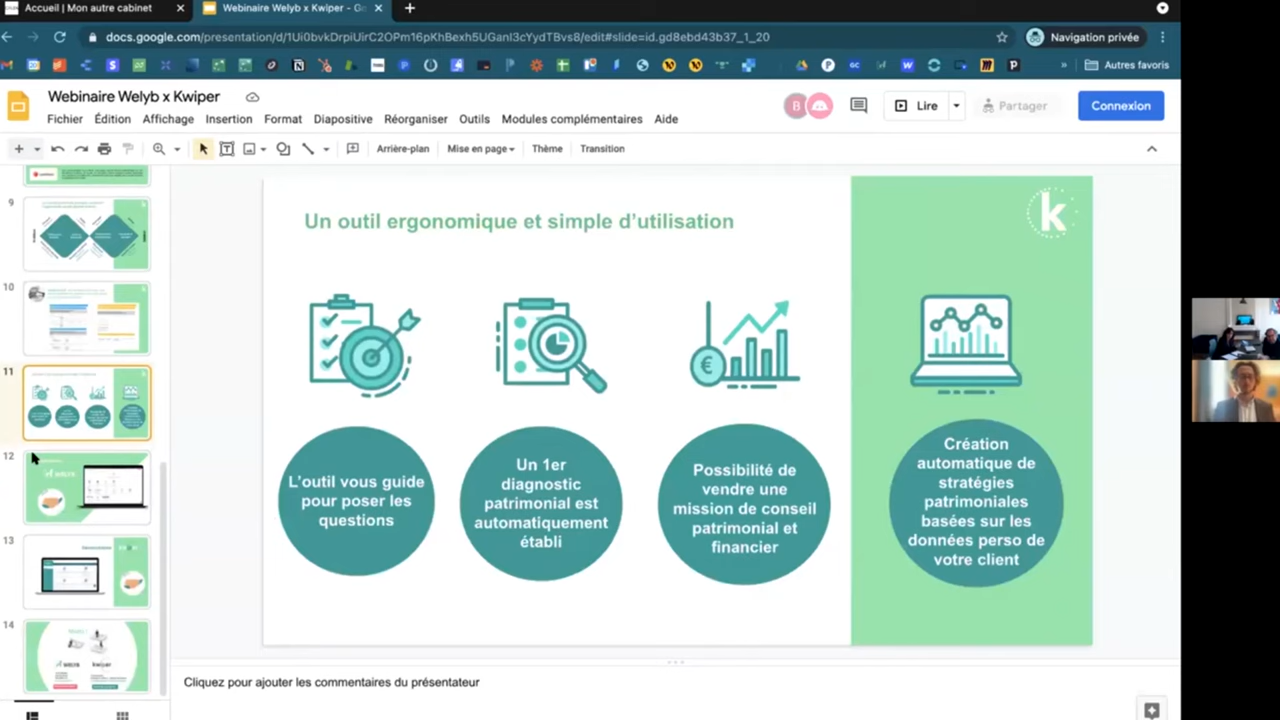 Accueil | Mon autre cabinet
Webinaire Welyb x Kwiper - Go
docs.google.com/presentation/d/1Ui0bvkDrpiUirC2OPm16pKhBexh5UGanI3cYydTBvs8/edit#slide=id.gd8ebd43b37_1_20
Navigation privée
Autres favoris
Webinaire Welyb x Kwiper
Fichier Édition Affichage Insertion Format Diapositive Réorganiser Outils Modules complémentaires Aide
B
Lire
Partager
Connexion
Arrière-plan Mise en page Thème Transition
9
10
11
12
13
14
WELYB
kwiper
Un outil ergonomique et simple d'utilisation
k
€
L'outil vous guide
pour poser les
questions
Un 1er
diagnostic
patrimonial est
automatiquement
établi
Possibilité de
vendre une
mission de conseil
patrimonial et
financier
Création
automatique de
stratégies
patrimoniales
basées sur les
données perso de
votre client
Cliquez pour ajouter les commentaires du présentateur